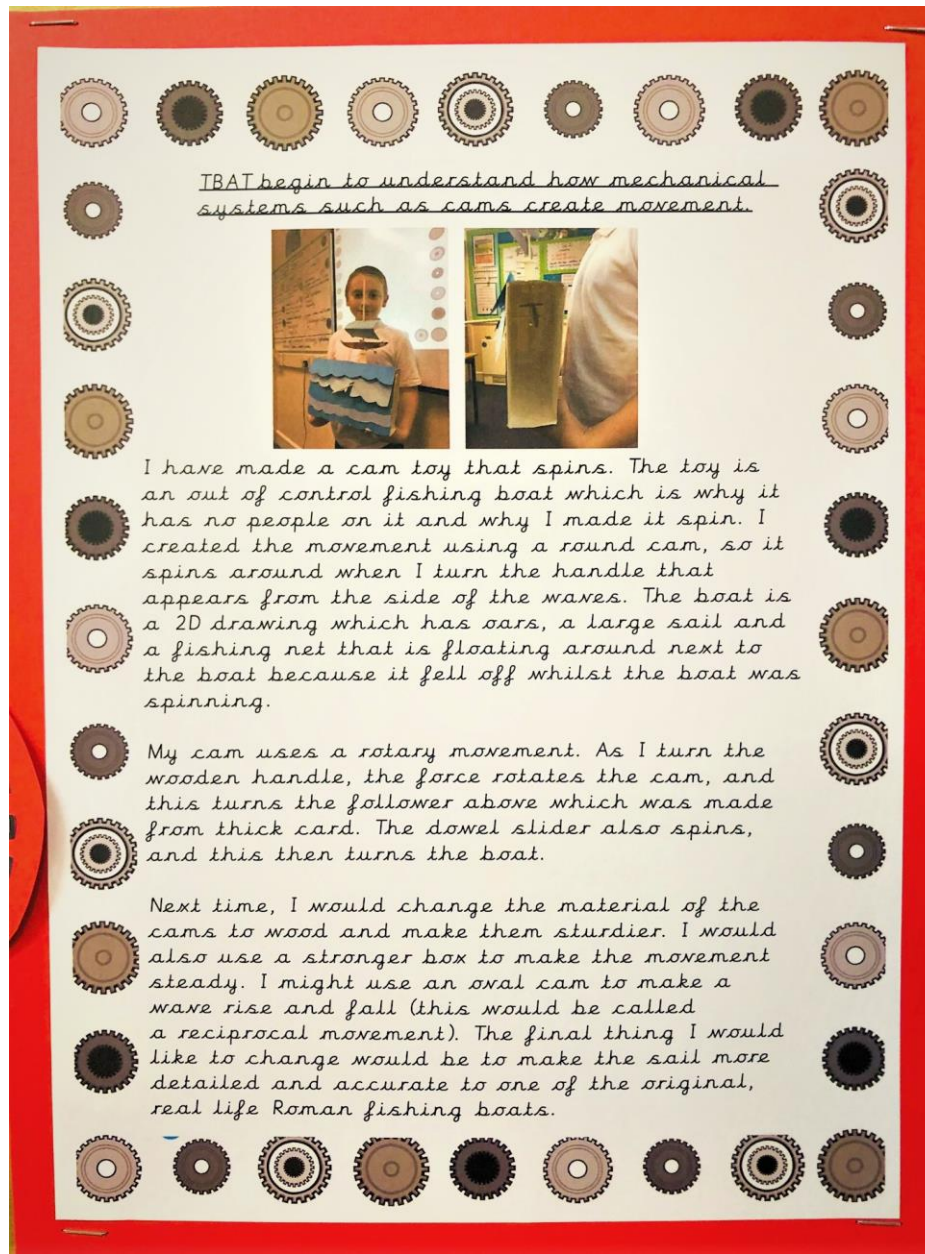 TBAT begin to understand how mechanical
systems such as cams create movement.
I have made a cam toy that spins. The toy is
an out of control fishing boat which is why it
has no people on it and why I made it spin. I
created the movement using a round cam, so it
spins around when I turn the handle that
appears from the side of the waves. The boat is
a 2D drawing which has oars, a large sail and
a fishing net that is floating around next to
the boat because it fell off whilst the boat was
spinning.
My cam uses a rotary movement. As I turn the
wooden handle, the force rotates the cam, and
this turns the follower above which was made
from thick card. The dowel slider also spins,
and this then turns the boat.
Next time, I would change the material of the
cams to wood and make them sturdier. I would
also use a stronger box to make the movement
steady. I might use an oval cam to make a
wave rise and fall (this would be called
a reciprocal movement). The final thing I would
like to change would be to make the sail more
detailed and accurate to one of the original,
real life Roman fishing boats.